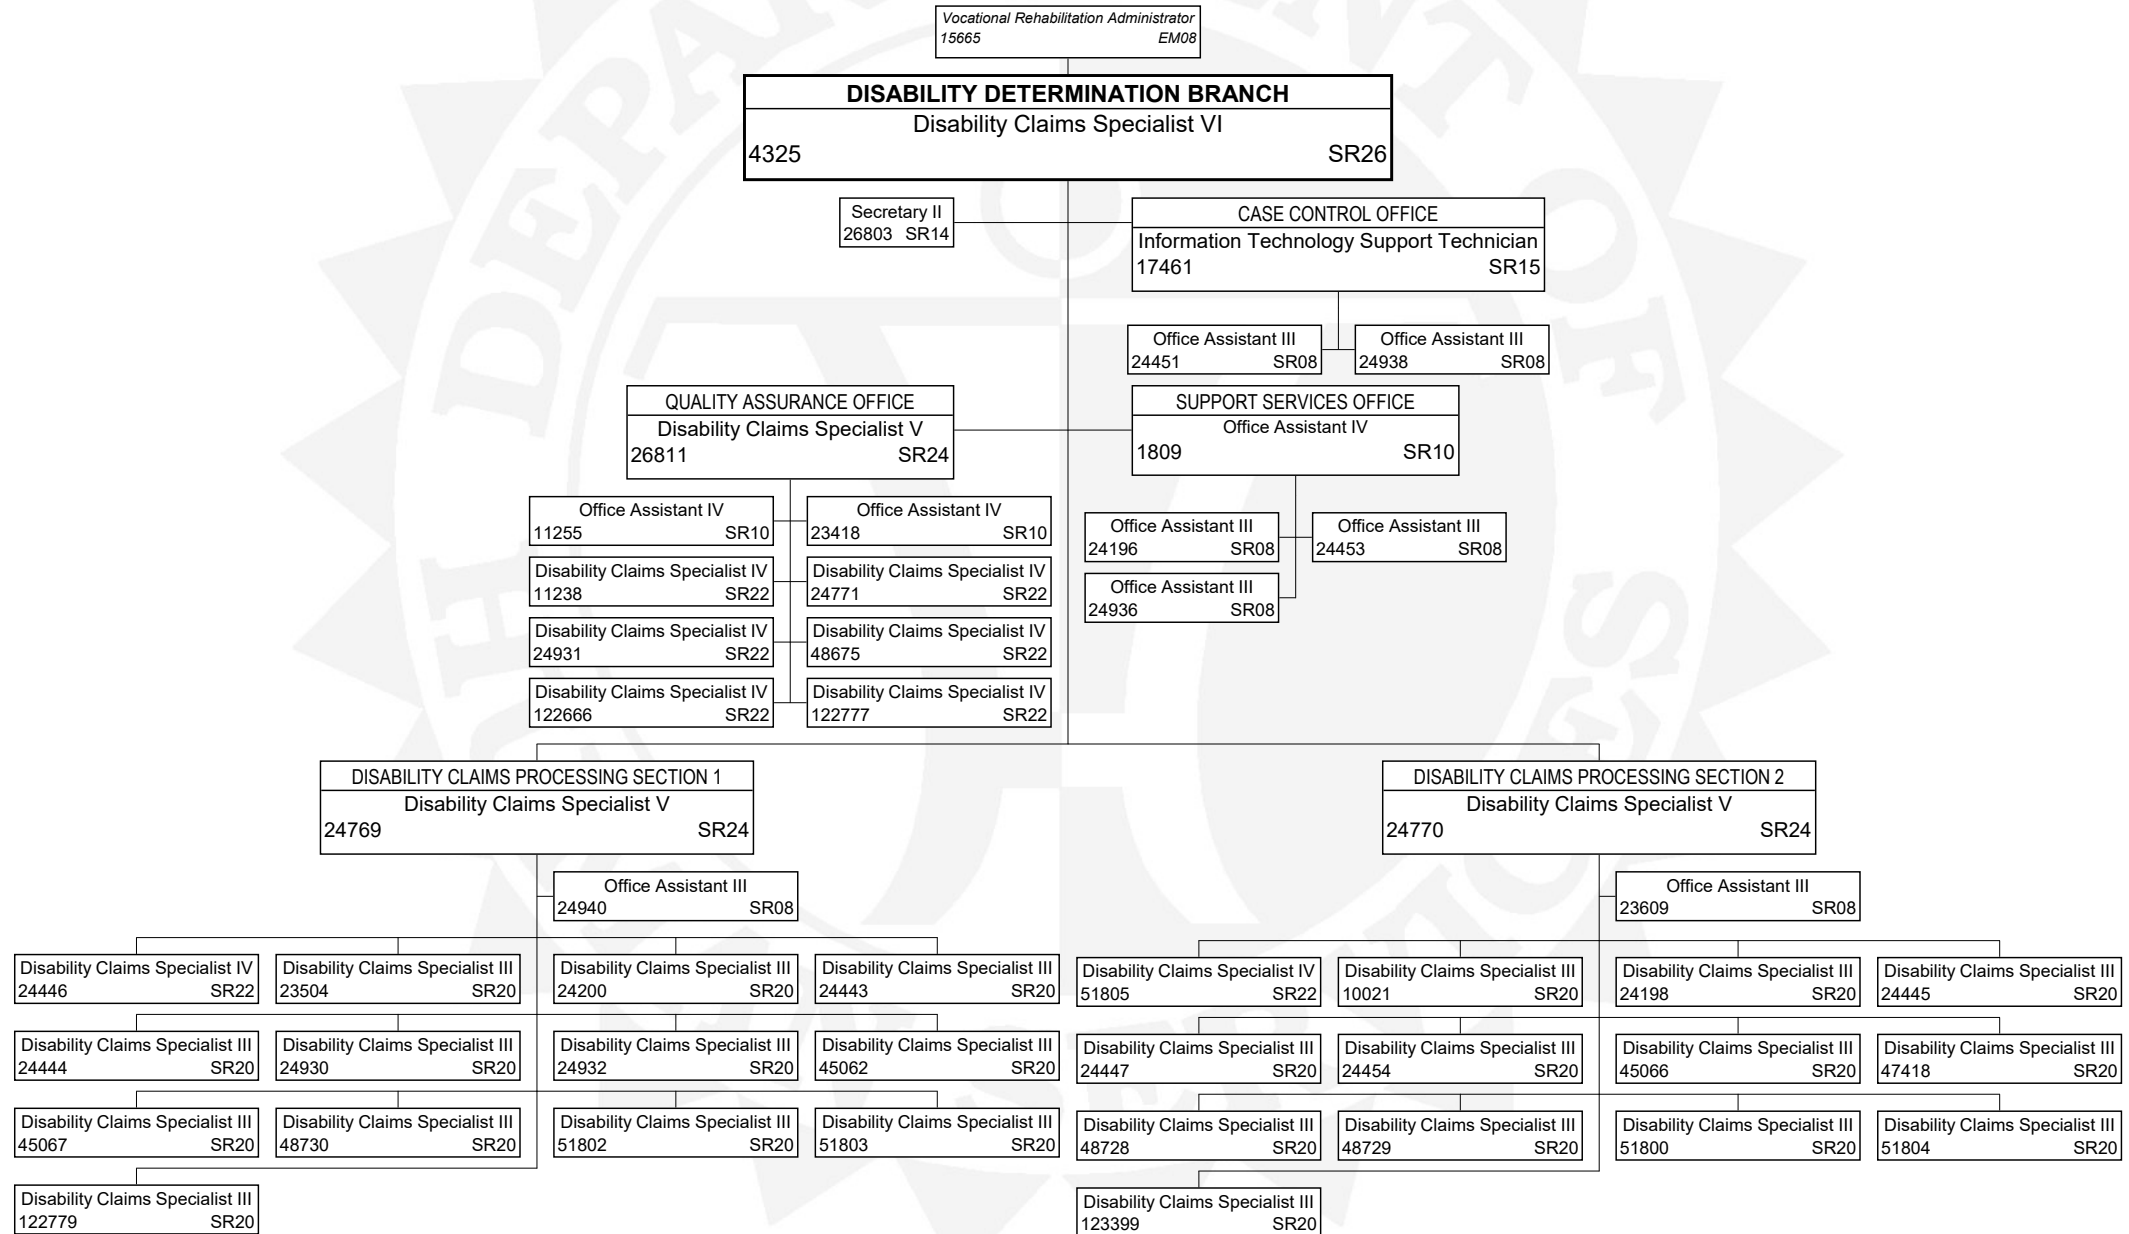 Vocational Rehabilitation Administrator
15665 EM08
DISABILITY DETERMINATION BRANCH
Disability Claims Specialist VI
4325 SR26
Secretary II
26803 SR14
CASE CONTROL OFFICE
Information Technology Support Technician
17461 SR15
Office Assistant III
24451 SR08
Office Assistant III
24938 SR08
QUALITY ASSURANCE OFFICE
Disability Claims Specialist V
26811 SR24
SUPPORT SERVICES OFFICE
Office Assistant IV
1809 SR10
Office Assistant IV
11255 SR10
Office Assistant IV
23418 SR10
Disability Claims Specialist IV
11238 SR22
Disability Claims Specialist IV
24771 SR22
Disability Claims Specialist IV
24931 SR22
Disability Claims Specialist IV
48675 SR22
Disability Claims Specialist IV
122666 SR22
Disability Claims Specialist IV
122777 SR22
Office Assistant III
24196 SR08
Office Assistant III
24453 SR08
Office Assistant III
24936 SR08
DISABILITY CLAIMS PROCESSING SECTION 1
Disability Claims Specialist V
24769 SR24
Office Assistant III
24940 SR08
Disability Claims Specialist IV
24446 SR22
Disability Claims Specialist III
23504 SR20
Disability Claims Specialist III
24200 SR20
Disability Claims Specialist III
24443 SR20
Disability Claims Specialist III
24444 SR20
Disability Claims Specialist III
24930 SR20
Disability Claims Specialist III
24932 SR20
Disability Claims Specialist III
45062 SR20
Disability Claims Specialist III
45067 SR20
Disability Claims Specialist III
48730 SR20
Disability Claims Specialist III
51802 SR20
Disability Claims Specialist III
51803 SR20
Disability Claims Specialist III
122779 SR20
DISABILITY CLAIMS PROCESSING SECTION 2
Disability Claims Specialist V
24770 SR24
Office Assistant III
23609 SR08
Disability Claims Specialist IV
51805 SR22
Disability Claims Specialist III
10021 SR20
Disability Claims Specialist III
24198 SR20
Disability Claims Specialist III
24445 SR20
Disability Claims Specialist III
24447 SR20
Disability Claims Specialist III
24454 SR20
Disability Claims Specialist III
45066 SR20
Disability Claims Specialist III
47418 SR20
Disability Claims Specialist III
48728 SR20
Disability Claims Specialist III
48729 SR20
Disability Claims Specialist III
51800 SR20
Disability Claims Specialist III
51804 SR20
Disability Claims Specialist III
123399 SR20